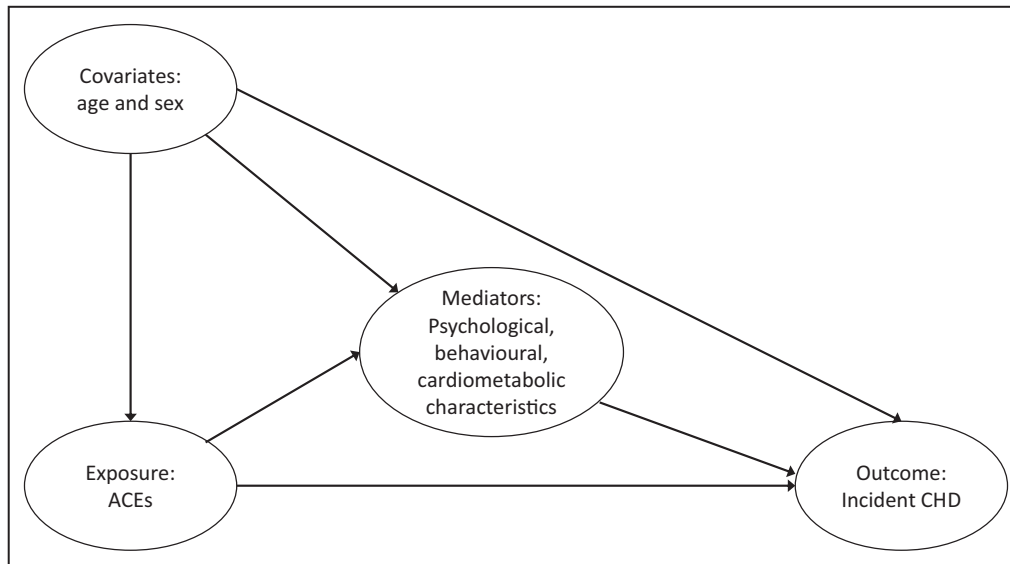 Covariates:
age and sex
Mediators:
Psychological,
behavioural,
cardiometabolic
characteristics
Exposure:
ACEs
Outcome:
Incident CHD